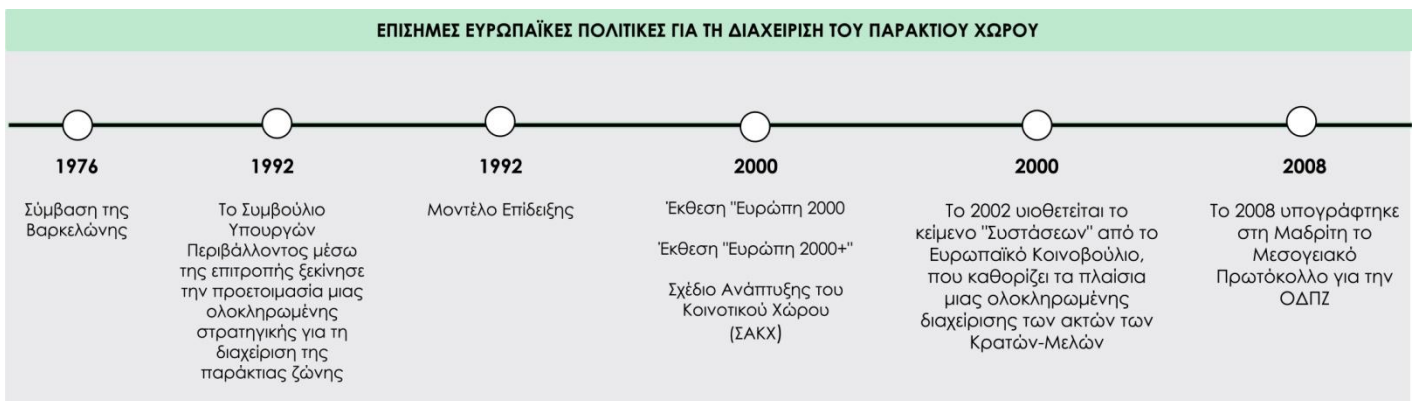 ΕΠΙΣΗΜΕΣ ΕΥΡΩΠΑΪΚΕΣ ΠΟΛΙΤΙΚΕΣ ΓΙΑ ΤΗ ΔΙΑΧΕΙΡΙΣΗ ΤΟΥ ΠΑΡΑΚΤΙΟΥ ΧΩΡΟΥ
1976
Σύμβαση της
Βαρκελώνης
1992
Το Συμβούλιο
Υπουργών
Περιβάλλοντος μέσω
της επιτροπής ξεκίνησε
την προετοιμασία μιας
ολοκληρωμένης
στρατηγικής για τη
διαχείριση της
παράκτιας ζώνης
1992
Μοντέλο Επίδειξης
2000
Έκθεση "Ευρώπη 2000
Έκθεση "Ευρώπη 2000+"
Σχέδιο Ανάπτυξης του
Κοινοτικού Χώρου
(ΣΑΚΧ)
2000
Το 2002 υιοθετείται το
κείμενο "Συστάσεων" από το
Ευρωπαϊκό Κοινοβούλιο,
που καθορίζει τα πλαίσια
μιας ολοκληρωμένης
διαχείρισης των ακτών των
Κρατών-Μελών
2008
Το 2008 υπογράφτηκε
στη Μαδρίτη το
Μεσογειακό
Πρωτόκολλο για την
ΟΔΠΖ